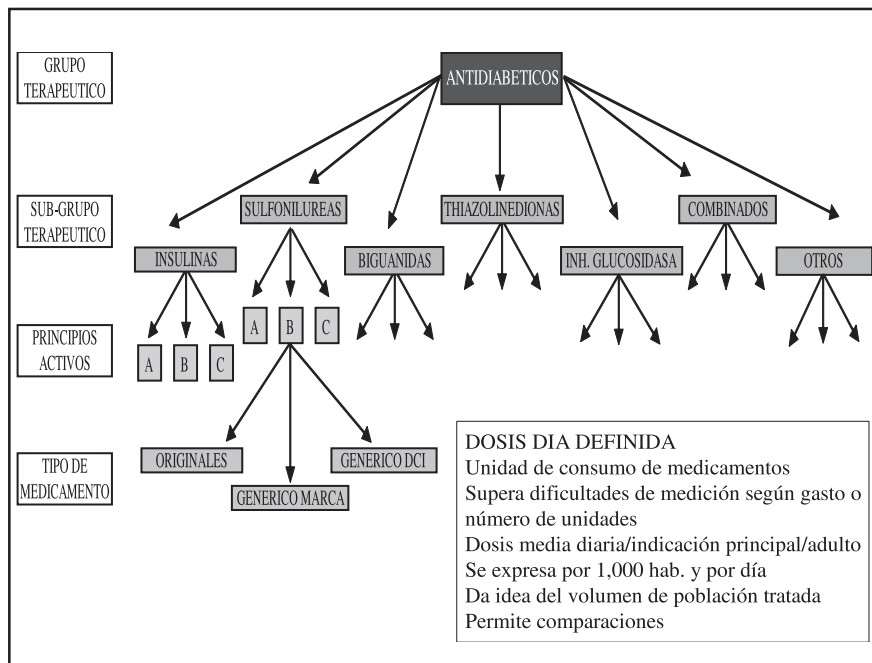 GRUPO
TERAPEUTICO
ANTIDIABETICOS
SUB-GRUPO
TERAPEUTICO
SULFONILUREAS
THIAZOLINEDIONAS
COMBINADOS
INSULINAS
BIGUANIDAS
INH. GLUCOSIDASA
OTROS
PRINCIPIOS
ACTIVOS
A
B
C
A
B
C
TIPO DE
MEDICAMENTO
ORIGINALES
GENERICO DCI
GENERICO MARCA
DOSIS DIA DEFINIDA
Unidad de consumo de medicamentos
Supera dificultades de medición según gasto o
número de unidades
Dosis media diaria/indicación principal/adulto
Se expresa por 1,000 hab. y por día
Da idea del volumen de población tratada
Permite comparaciones